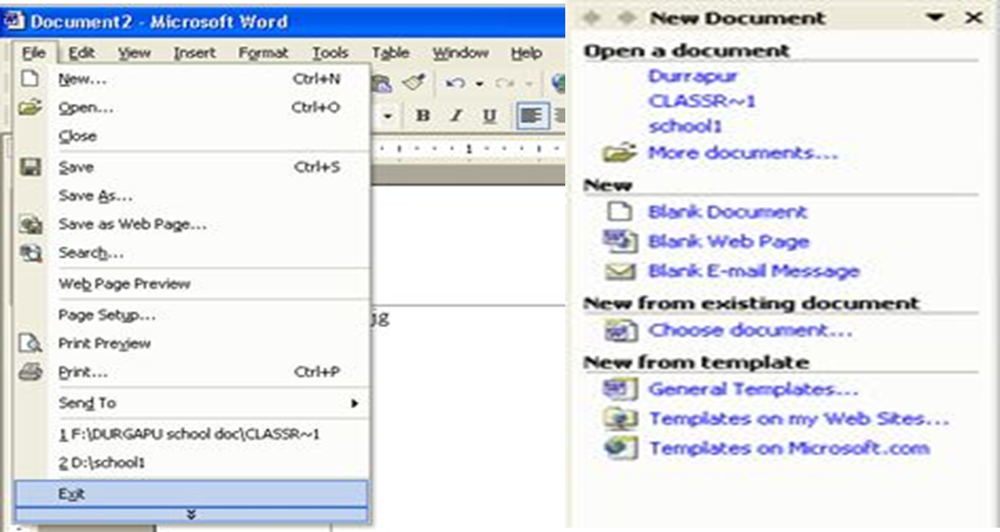 Document2 - Microsoft Word
File Edit View Insert Format Tools Table Window Help
New... Ctrl+N
Open... Ctrl+O
Close
Save Ctrl+S
Save As...
Save as Web Page...
Search...
Web Page Preview
Page Setup...
Print Preview
Print... Ctrl+P
Send To
1 F:\DURGAPU school doc\CLASSR~1
2 D:\school1
Exit
B I U
1
jg
New Document
Open a document
Durrapur
CLASSR~1
school1
More documents...
New
Blank Document
Blank Web Page
Blank E-mail Message
New from existing document
Choose document...
New from template
General Templates...
Templates on my Web Sites...
Templates on Microsoft.com